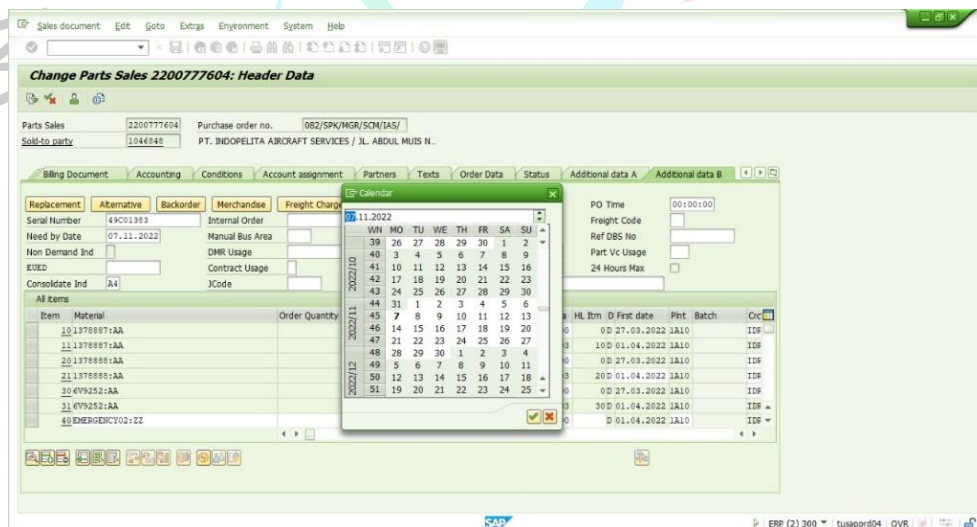 Sales document Edit Goto Extras Environment System Help
Change Parts Sales 2200777604: Header Data
Parts Sales 2200777604 Purchase order no. 082/SPK/MGR/SCM/IAS/
Sold-to party 1046848 PT. INDOPELITA AIRCRAFT SERVICES / JL. ABDUL MUIS N..
Billing Document Accounting Conditions Account assignment Partners Texts Order Data Status Additional data A Additional data B
Replacement Alternative Backorder Merchandise Freight Charge PO Time 00:00:00
Serial Number 49C01383 Internal Order Freight Code
Need by Date 07.11.2022 Manual Bus Area Ref DBS No
Non Demand Ind DMR Usage Part Vc Usage
EUED Contract Usage 24 Hours Max
Consolidate Ind A4 JCode
Calendar
07.11.2022
WN MO TU WE TH FR SA SU
39 26 27 28 29 30 1 2
40 3 4 5 6 7 8 9
2022/10 41 10 11 12 13 14 15 16
42 17 18 19 20 21 22 23
43 24 25 26 27 28 29 30
44 31 1 2 3 4 5 6
2022/11 45 7 8 9 10 11 12 13
46 14 15 16 17 18 19 20
47 21 22 23 24 25 26 27
48 28 29 30 1 2 3 4
2022/12 49 5 6 7 8 9 10 11
50 12 13 14 15 16 17 18
51 19 20 21 22 23 24 25
All items
Item Material Order Quantity HL Itm D First date Plnt Batch Crc
10 1378887:AA 0 D 27.03.2022 1A10 IDR
11 1378887:AA 10 D 01.04.2022 1A10 IDR
20 1378888:AA 0 D 27.03.2022 1A10 IDR
21 1378888:AA 20 D 01.04.2022 1A10 IDR
30 6V9252:AA 0 D 27.03.2022 1A10 IDR
31 6V9252:AA 30 D 01.04.2022 1A10 IDR
40 EMERGENCY02:ZZ D 01.04.2022 1A10 IDR
SAP ERP (2) 300 tusapord04 OVR